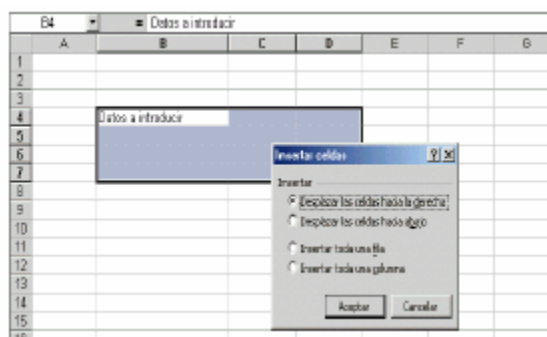 B4 = Datos a introducir
A B C D E F G
1
2
3
4 Datos a introducir
5
6
7
8
9
10
11
12
13
14
15
Insertar celdas
Insertar
Desplazar las celdas hacia la derecha
Desplazar las celdas hacia abajo
Insertar toda una fila
Insertar toda una columna
Aceptar Cancelar